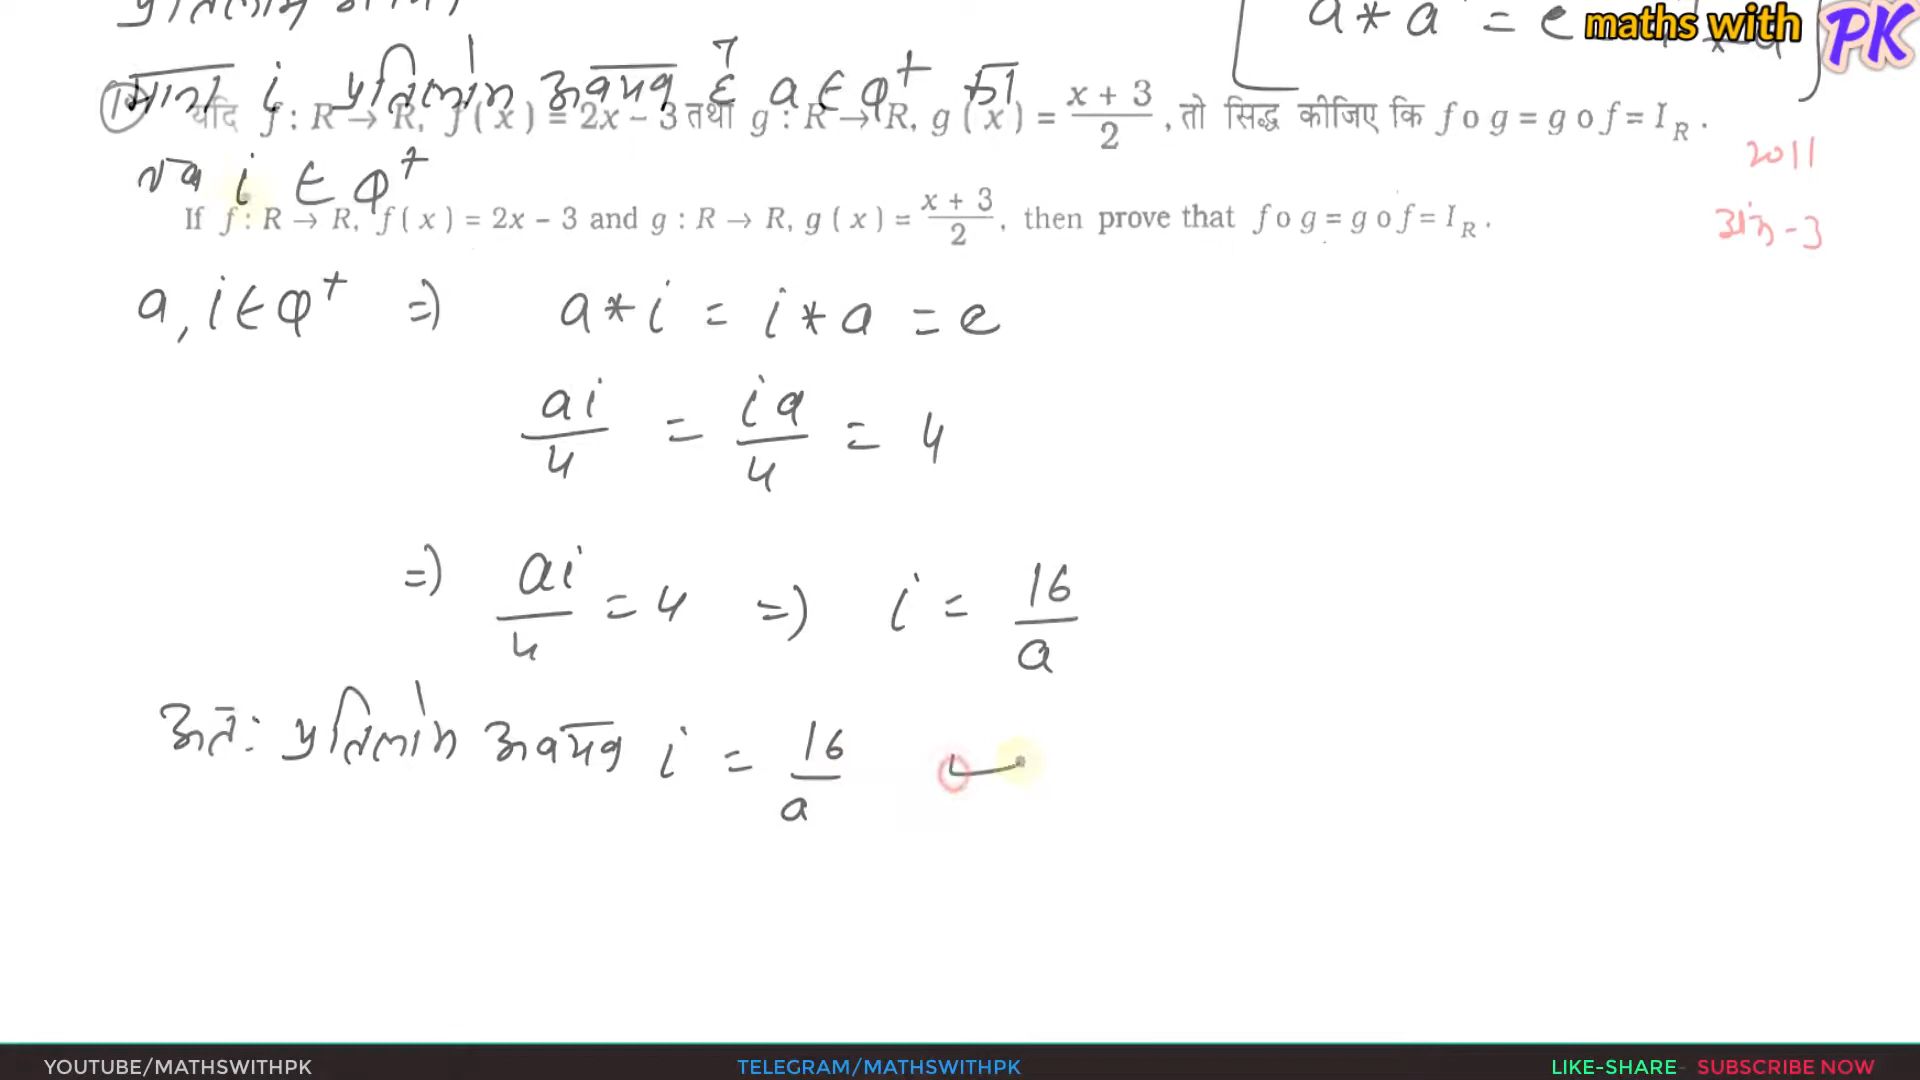 a * a = e
maths with PK
माना i प्रतिलोम अवयव है a ∈ Q⁺ का
यदि f : R → R, f ( x ) = 2x – 3 तथा g : R → R, g ( x ) = (x + 3)/2 , तो सिद्ध कीजिए कि f o g = g o f = I_R .
2011
i ∈ Q⁺
If f : R → R, f ( x ) = 2x – 3 and g : R → R, g ( x ) = (x + 3)/2 , then prove that f o g = g o f = I_R .
अंक - 3
a, i ∈ Q⁺ ⇒ a * i = i * a = e
ai/4 = ia/4 = 4
⇒ ai/4 = 4 ⇒ i = 16/a
अतः प्रतिलोम अवयव i = 16/a
YOUTUBE/MATHSWITHPK
TELEGRAM/MATHSWITHPK
LIKE-SHARE- SUBSCRIBE NOW